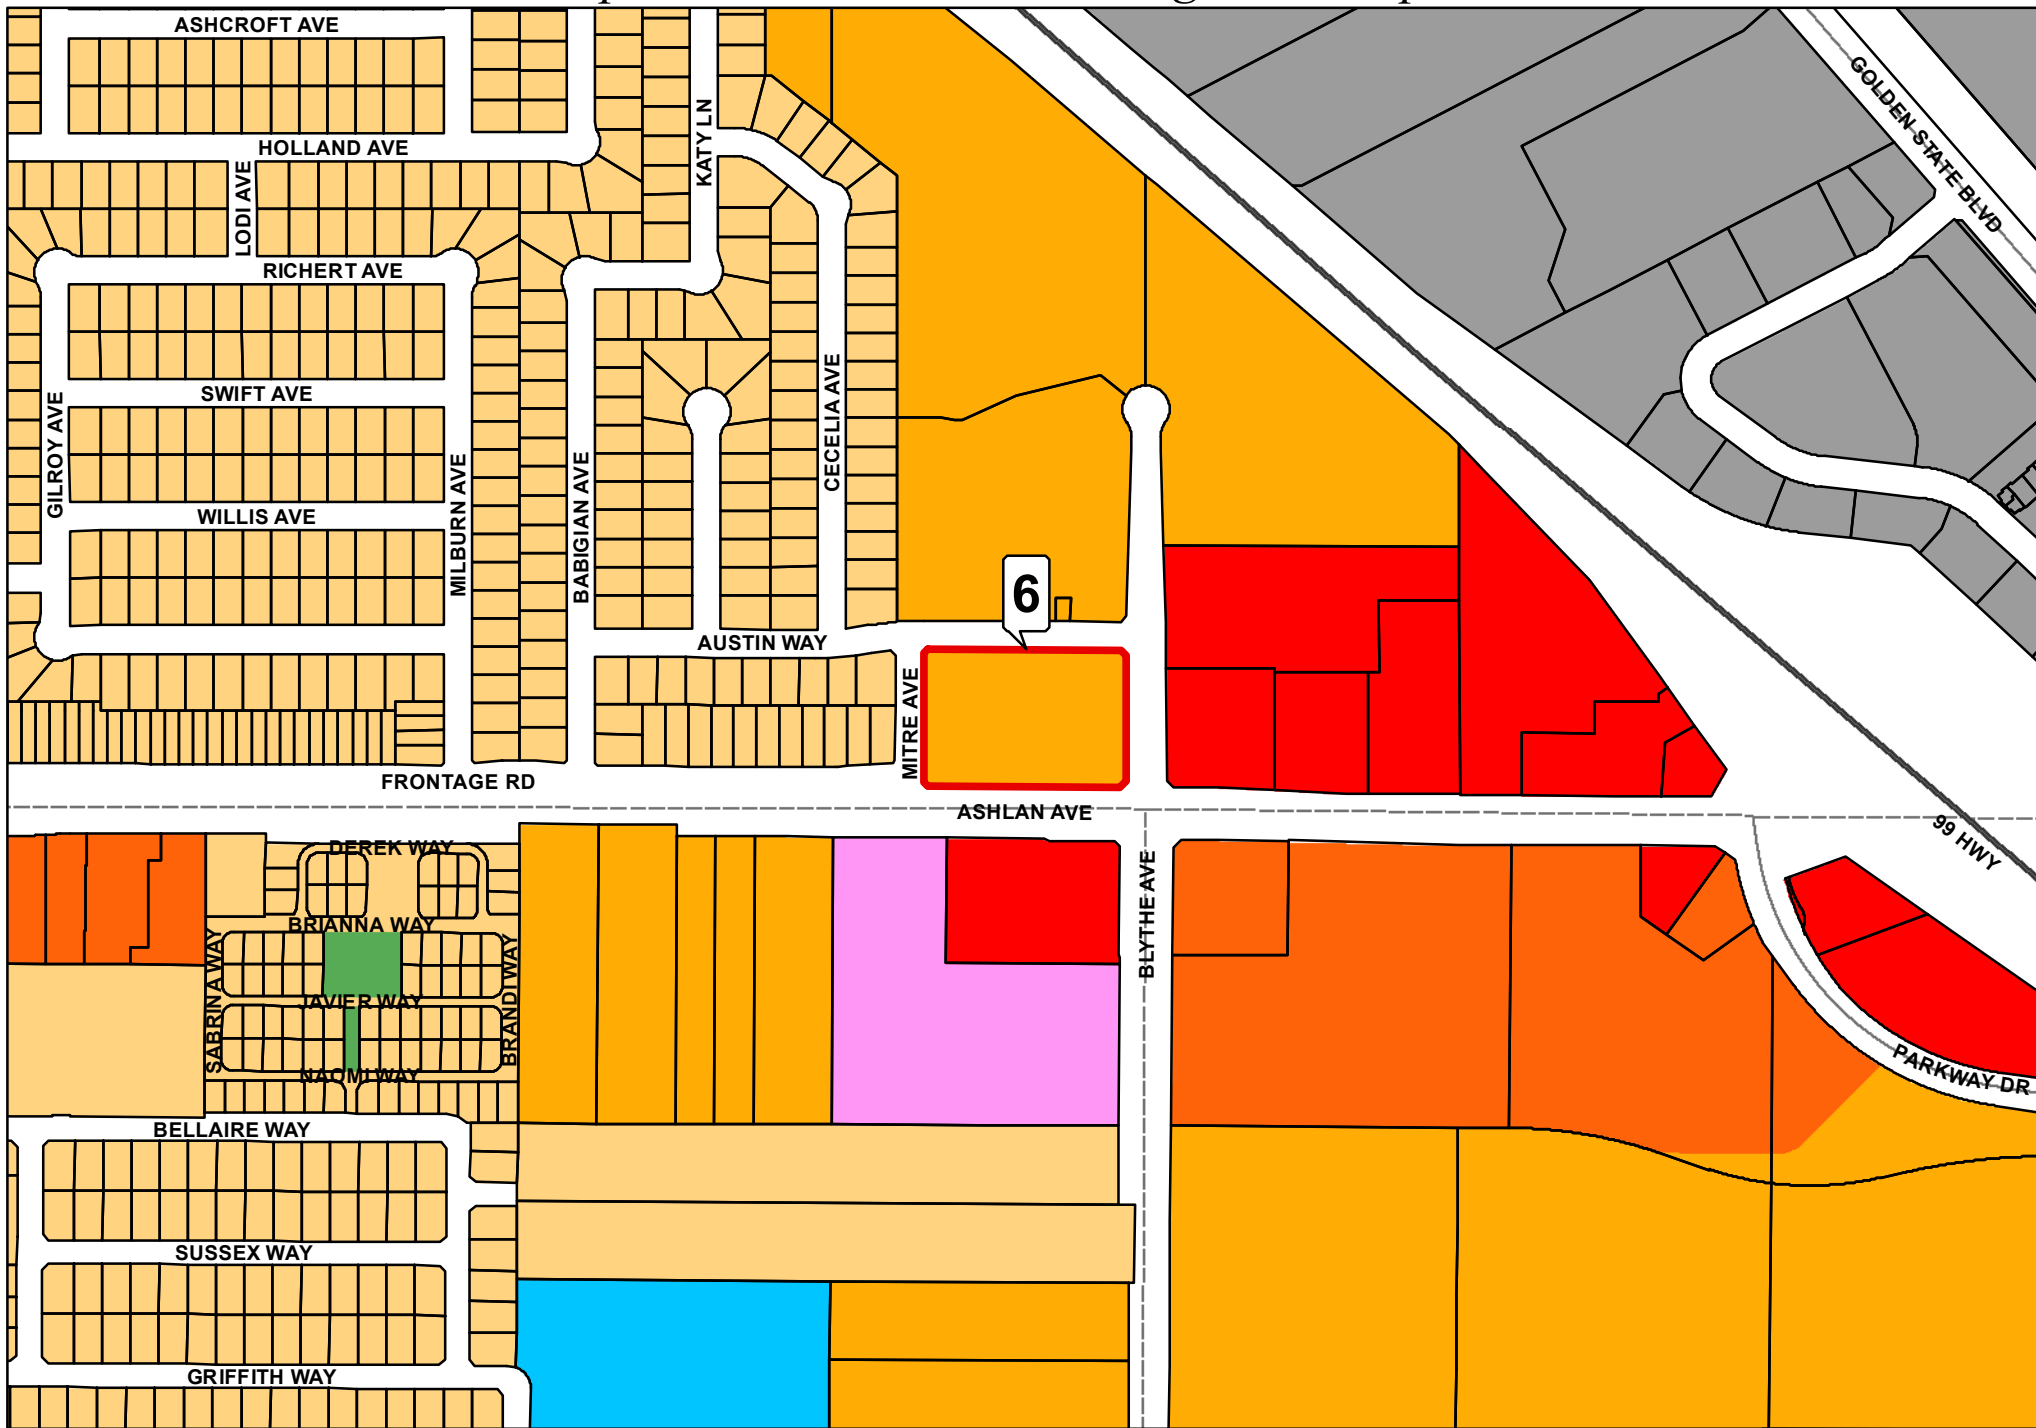 ASHCROFT AVE
GOLDEN STATE BLVD
KATY LN
HOLLAND AVE
LODI AVE
RICHERT AVE
SWIFT AVE
GILROY AVE
CECELIA AVE
MILBURN AVE
BABIGIAN AVE
WILLIS AVE
6
AUSTIN WAY
MITRE AVE
FRONTAGE RD
ASHLAN AVE
99 HWY
DEREK WAY
BLYTHE AVE
BRIANNA WAY
SABRINA WAY
BRANDI WAY
JAVIER WAY
NAOMI WAY
PARKWAY DR
BELLAIRE WAY
SUSSEX WAY
GRIFFITH WAY